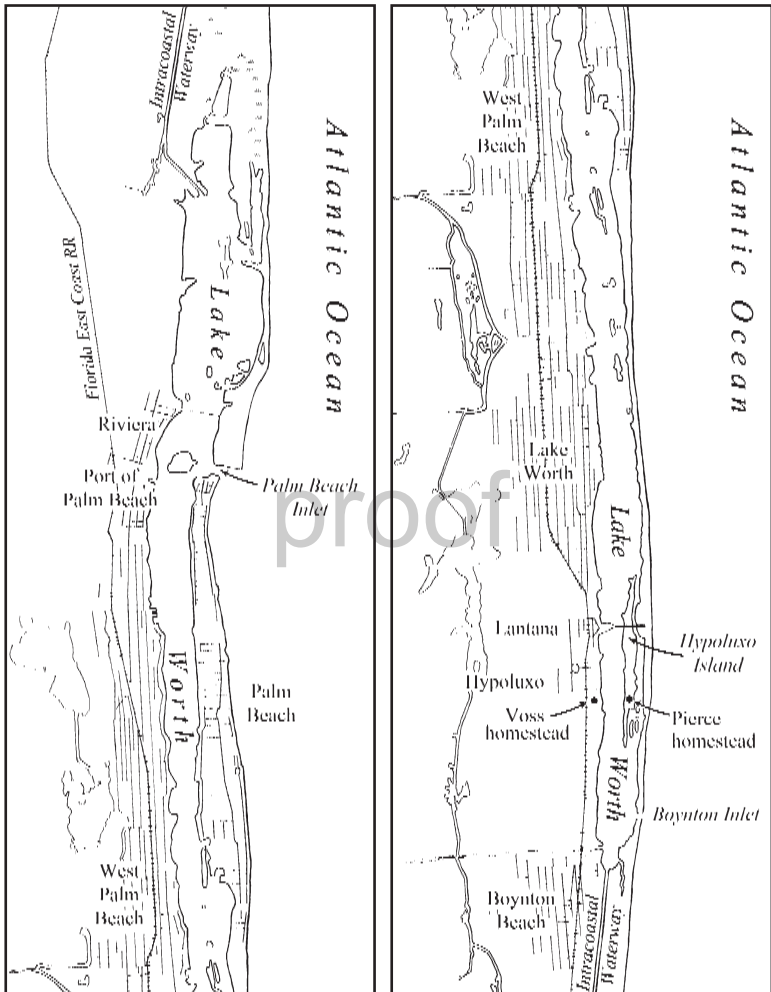 Intracoastal
Waterway
Atlantic Ocean
Florida East Coast RR
Lake
Riviera
Port of
Palm Beach
Palm Beach
Inlet
Worth
Palm
Beach
West
Palm
Beach
proof
West
Palm
Beach
Atlantic Ocean
Lake
Worth
Lake
Lantana
Hypoluxo
Island
Hypoluxo
Voss
homestead
Pierce
homestead
Worth
Boynton Inlet
Boynton
Beach
Intracoastal
Waterway